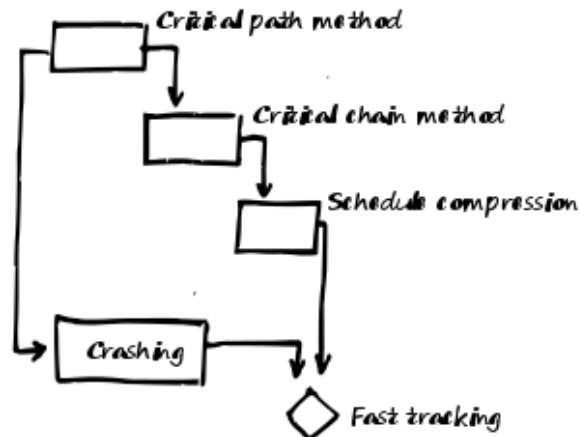 Critical path method
Critical chain method
Schedule compression
Crashing
Fast tracking